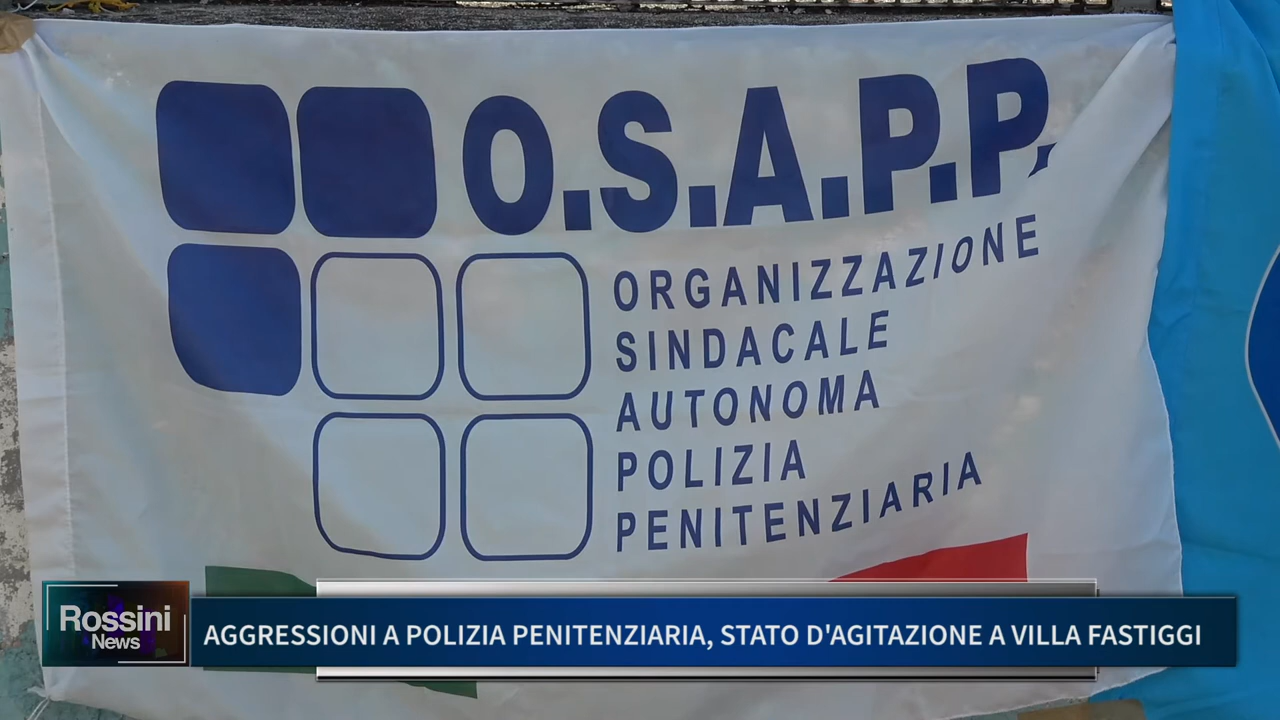 O.S.A.P.P.
ORGANIZZAZIONE
SINDACALE
AUTONOMA
POLIZIA
PENITENZIARIA
Rossini
News
AGGRESSIONI A POLIZIA PENITENZIARIA, STATO D'AGITAZIONE A VILLA FASTIGGI